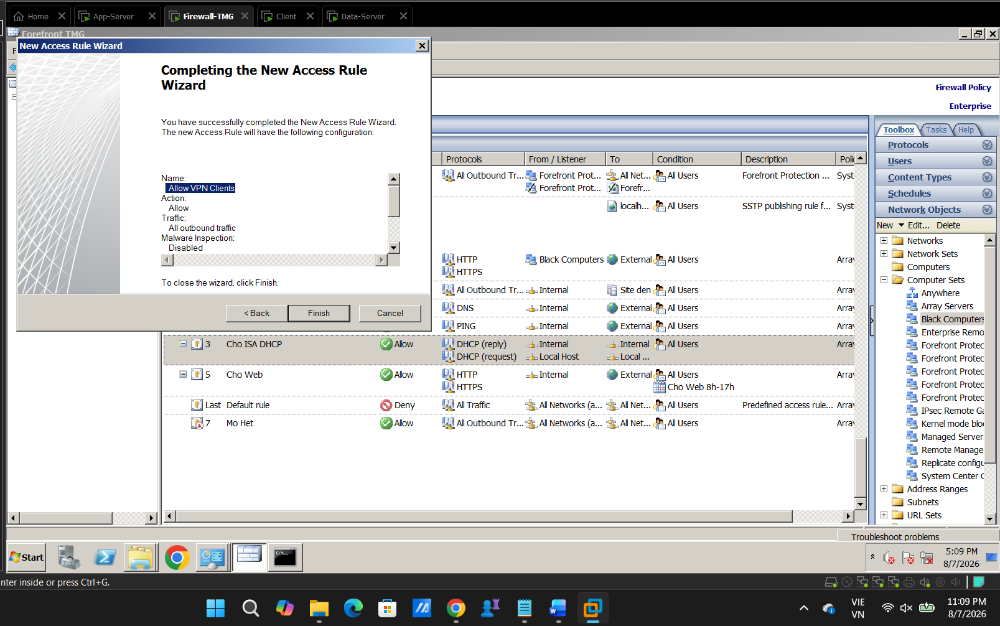 Home
App-Server
Firewall-TMG
Client
Data-Server
Forefront TMG
New Access Rule Wizard
Completing the New Access Rule
Wizard
You have successfully completed the New Access Rule Wizard.
The new Access Rule will have the following configuration:
Name:
Allow VPN Clients
Action:
Allow
Traffic:
All outbound traffic
Malware Inspection:
Disabled
To close the wizard, click Finish.
< Back
Finish
Cancel
Firewall Policy
Enterprise
Protocols From / Listener To Condition Description Polic
All Outbound Tr... Forefront Prot... All Net... All Users Forefront Protection ... Syst
Forefront Prot... Forefr...
localh... All Users SSTP publishing rule f... Syst
HTTP Black Computers External All Users Array
HTTPS
All Outbound Tr... Internal Site den All Users Array
DNS Internal External All Users Array
PING Internal External All Users Array
3 Cho ISA DHCP Allow DHCP (reply) Internal Internal All Users Array
DHCP (request) Local Host Local ...
5 Cho Web Allow HTTP Internal External All Users Array
HTTPS Cho Web 8h-17h
Last Default rule Deny All Traffic All Networks (a... All Net... All Users Predefined access rule... Array
7 Mo Het Allow All Outbound Tr... All Networks (a... All Net... All Users Array
Toolbox Tasks Help
Protocols
Users
Content Types
Schedules
Network Objects
New Edit... Delete
Networks
Network Sets
Computers
Computer Sets
Anywhere
Array Servers
Black Computers
Enterprise Remo
Forefront Protec
Forefront Protec
Forefront Protec
Forefront Protec
Forefront Protec
IPsec Remote Ga
Kernel mode bloc
Managed Server
Remote Manage
Replicate configu
System Center C
Address Ranges
Subnets
URL Sets
Troubleshoot problems
Start
5:09 PM
8/7/2026
nter inside or press Ctrl+G.
VIE
VN
11:09 PM
8/7/2026